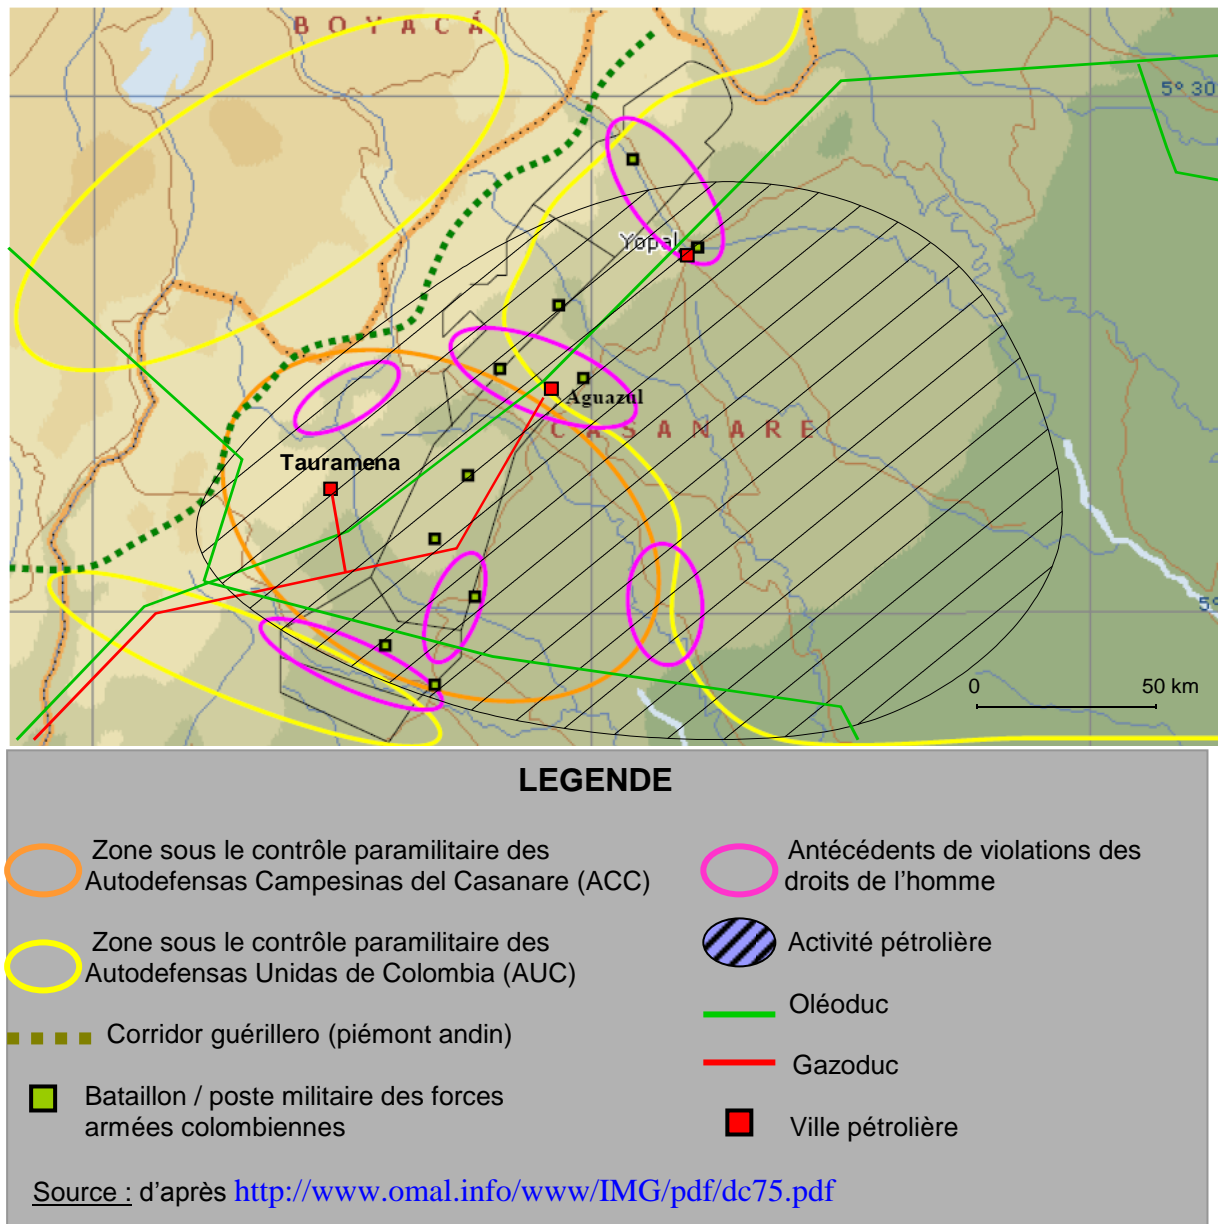 B O Y A C Á
5° 30
Yopal
Aguazul
C A S A N A R E
Tauramena
5°
0 50 km
LEGENDE
Zone sous le contrôle paramilitaire des
Autodefensas Campesinas del Casanare (ACC)
Zone sous le contrôle paramilitaire des
Autodefensas Unidas de Colombia (AUC)
Corridor guérillero (piémont andin)
Bataillon / poste militaire des forces
armées colombiennes
Antécédents de violations des
droits de l’homme
Activité pétrolière
Oléoduc
Gazoduc
Ville pétrolière
Source : d’après http://www.omal.info/www/IMG/pdf/dc75.pdf